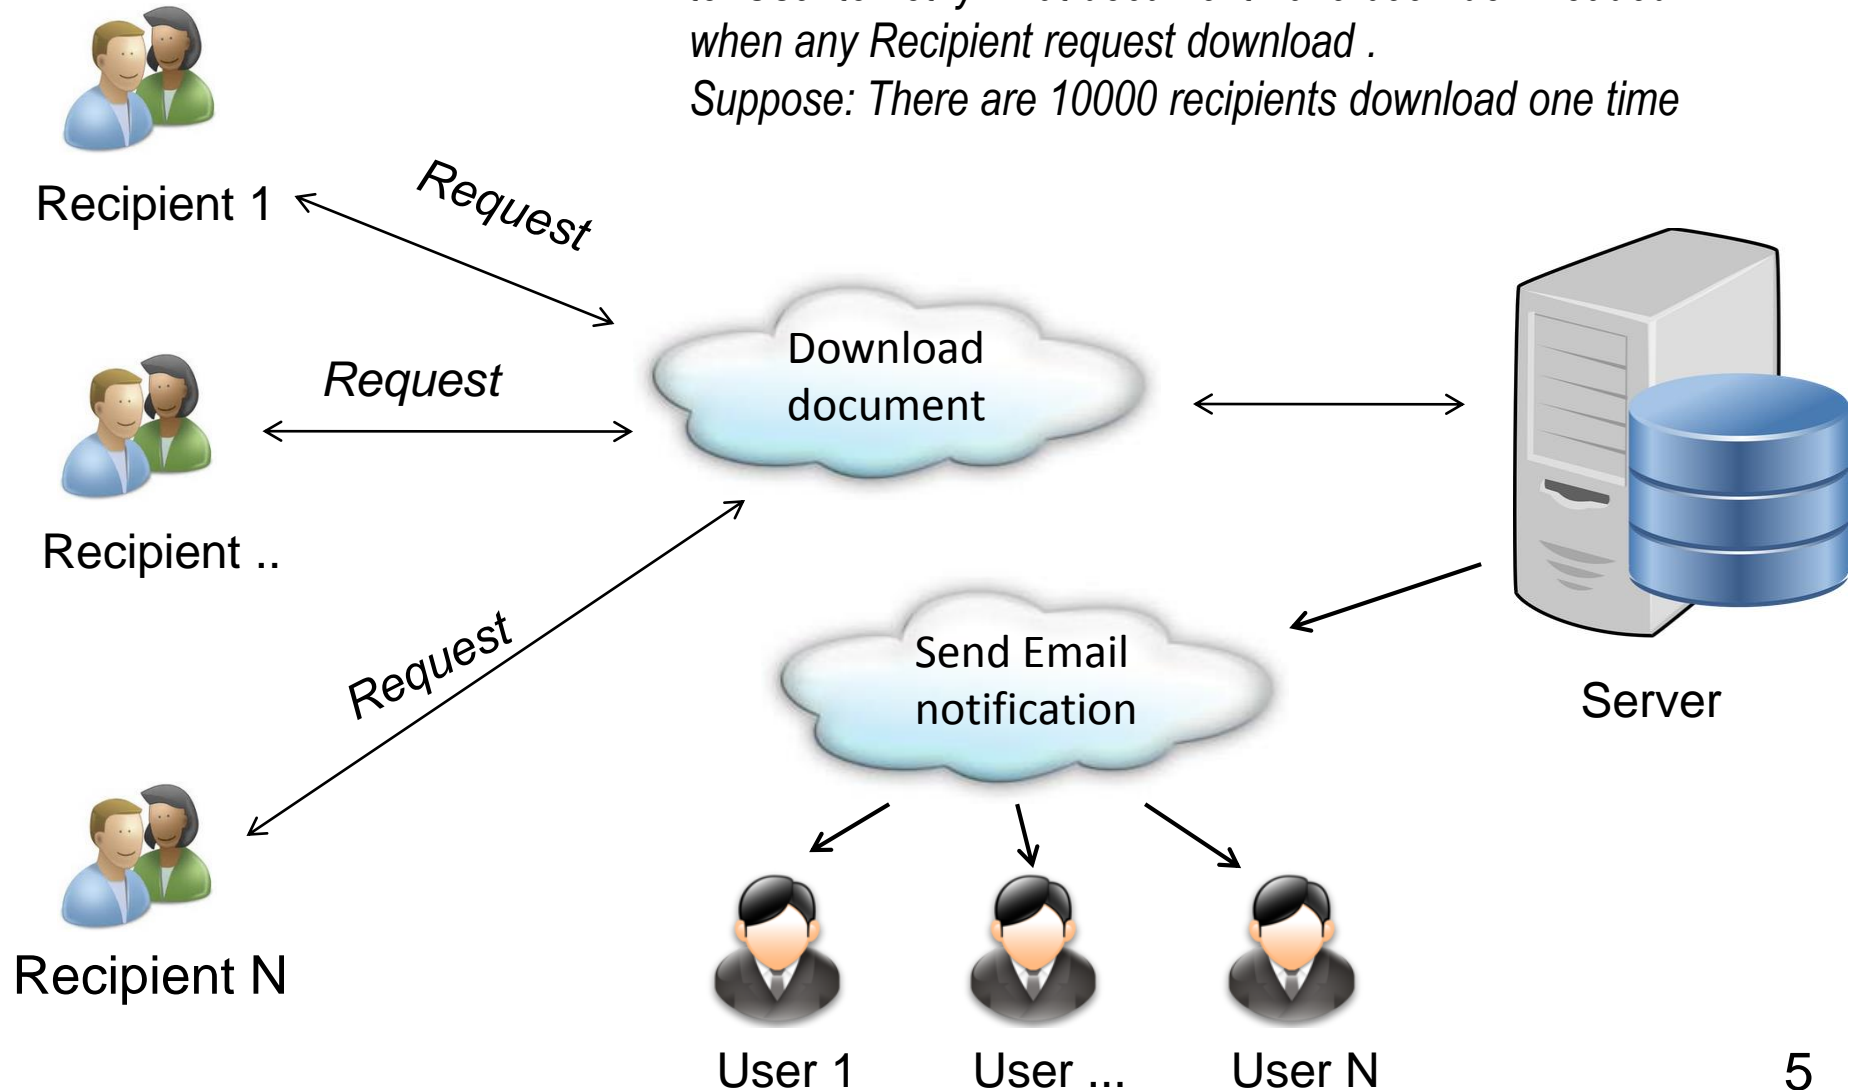 when any Recipient request download .
Suppose: There are 10000 recipients download one time
Recipient 1
Request
Download
document
Request
Recipient ..
Request
Send Email
notification
Server
Recipient N
User 1
User ...
User N
5